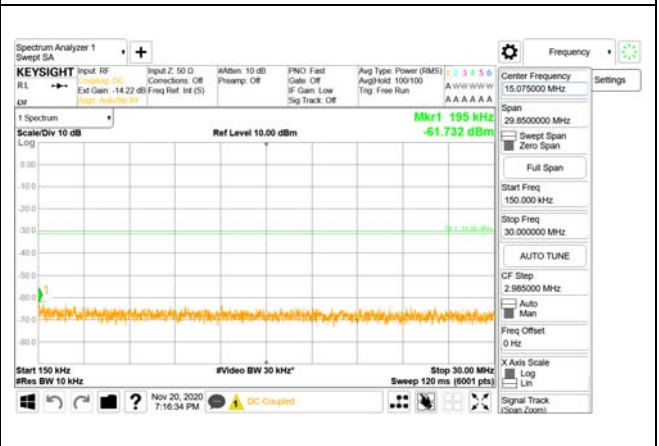 Spectrum Analyzer 1
Swept SA
Frequency
KEYSIGHT
Input: RF
Input Z: 50 Ω
#Atten: 10 dB
PNO: Fast
Avg Type: Power (RMS)
1 2 3 4 5 6
RL
Coupling: DC
Corrections: Off
Preamp: Off
Gate: Off
Avg|Hold: 100/100
A W W W W W
Ext Gain: -14.22 dB
Freq Ref: Int (S)
IF Gain: Low
Trig: Free Run
Align: Auto/No RF
Sig Track: Off
A A A A A A
1 Spectrum
Mkr1 195 kHz
Scale/Div 10 dB
Ref Level 10.00 dBm
-61.732 dBm
Log
0.00
-10.0
-20.0
-30.0
-40.0
-50.0
-60.0
-70.0
-80.0
1
Start 150 kHz
#Video BW 30 kHz*
Stop 30.00 MHz
#Res BW 10 kHz
Sweep 120 ms (6001 pts)
Nov 20, 2020
7:16:34 PM
DC Coupled
Center Frequency
15.075000 MHz
Settings
Span
29.8500000 MHz
Swept Span
Zero Span
Full Span
Start Freq
150.000 kHz
Stop Freq
30.000000 MHz
AUTO TUNE
CF Step
2.985000 MHz
Auto
Man
Freq Offset
0 Hz
X Axis Scale
Log
Lin
Signal Track
(Span Zoom)